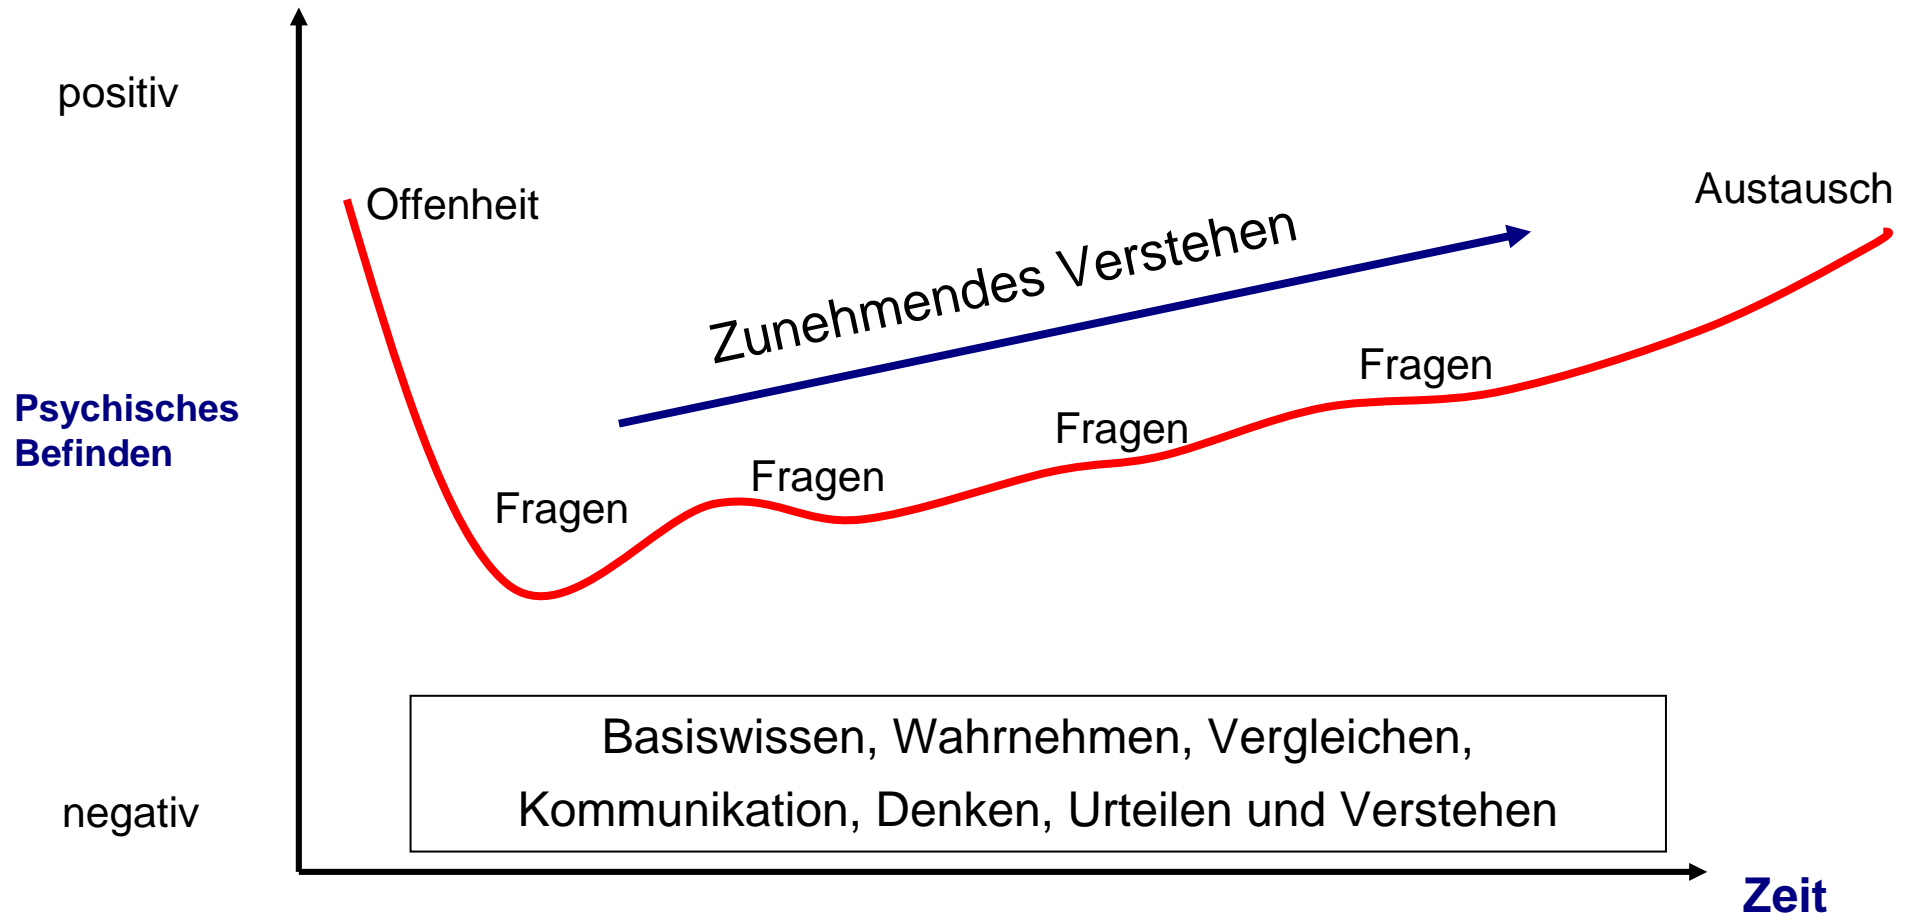 positiv
Offenheit
Austausch
Zunehmendes Verstehen
Fragen
Psychisches
Befinden
Fragen
Fragen
Fragen
Basiswissen, Wahrnehmen, Vergleichen,
Kommunikation, Denken, Urteilen und Verstehen
negativ
Zeit